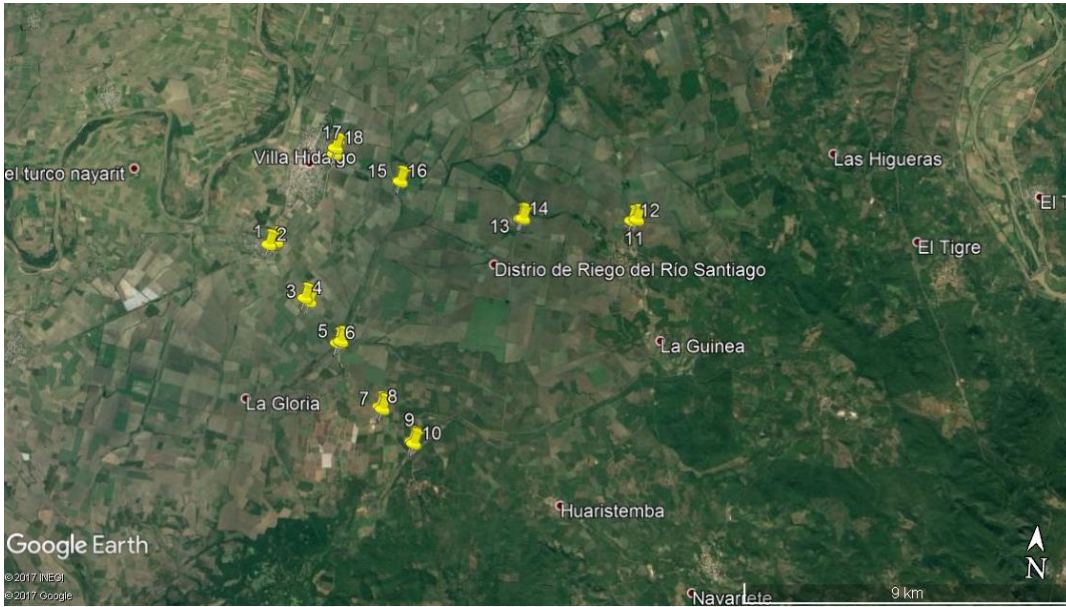 17 18
Villa Hidalgo
Las Higueras
el turco nayarit
15 16
El T
14
12
13
11
1 2
El Tigre
Distrio de Riego del Río Santiago
3 4
5 6
La Guinea
7 8
La Gloria
9
10
Huaristemba
Google Earth
N
© 2017 INEGI
© 2017 Google
Navarrete
9 km